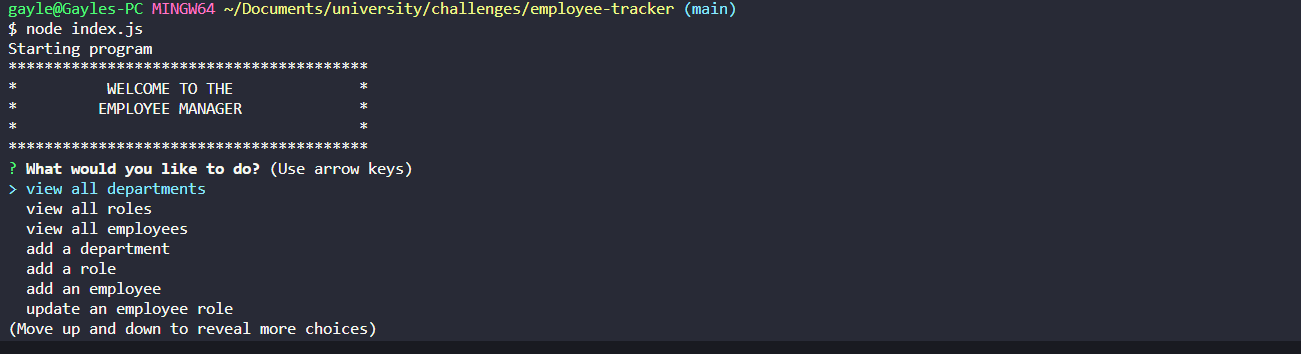 gayle@Gayles-PC MINGW64 ~/Documents/university/challenges/employee-tracker (main)
$ node index.js
Starting program
****************************************
*          WELCOME TO THE              *
*         EMPLOYEE MANAGER             *
*                                      *
****************************************
? What would you like to do? (Use arrow keys)
> view all departments
  view all roles
  view all employees
  add a department
  add a role
  add an employee
  update an employee role
(Move up and down to reveal more choices)